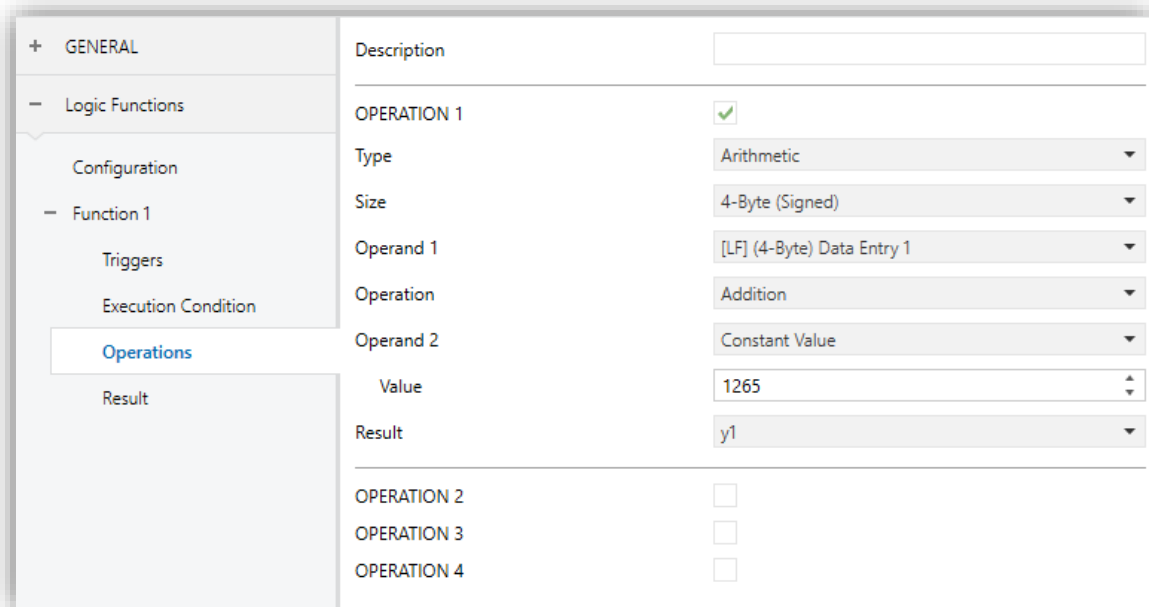 + GENERAL
− Logic Functions
Configuration
− Function 1
Triggers
Execution Condition
Operations
Result
Description
OPERATION 1
Type Arithmetic
Size 4-Byte (Signed)
Operand 1 [LF] (4-Byte) Data Entry 1
Operation Addition
Operand 2 Constant Value
Value 1265
Result y1
OPERATION 2
OPERATION 3
OPERATION 4